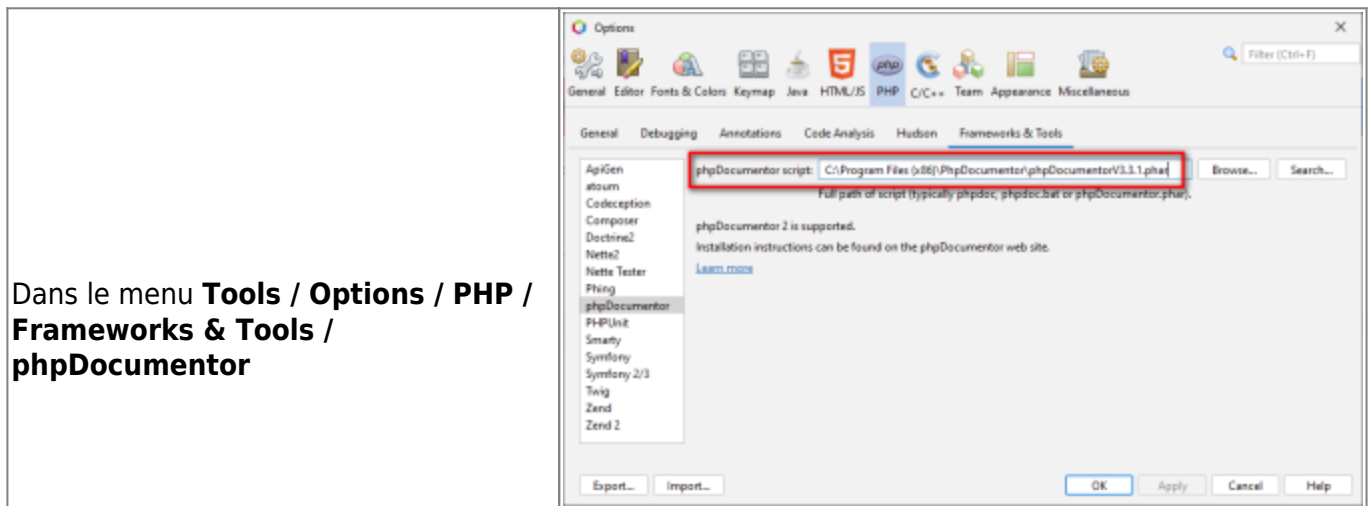 Dans le menu Tools / Options / PHP /
Frameworks & Tools /
phpDocumentor
Options
Filter (Ctrl+F)
General Editor Fonts & Colors Keymap Java HTML/JS PHP C/C++ Team Appearance Miscellaneous
General Debugging Annotations Code Analysis Hudson Frameworks & Tools
ApiGen
atoum
Codeception
Composer
Doctrine2
Nette2
Nette Tester
Phing
phpDocumentor
PHPUnit
Smarty
Symfony
Symfony 2/3
Twig
Zend
Zend 2
phpDocumentor script: C:\Program Files (x86)\PhpDocumentor\phpDocumentorV3.3.1.phar Browse... Search...
Full path of script (typically phpdoc, phpdoc.bat or phpDocumentor.phar).
phpDocumentor 2 is supported.
Installation instructions can be found on the phpDocumentor web site.
Learn more
Export... Import... OK Apply Cancel Help